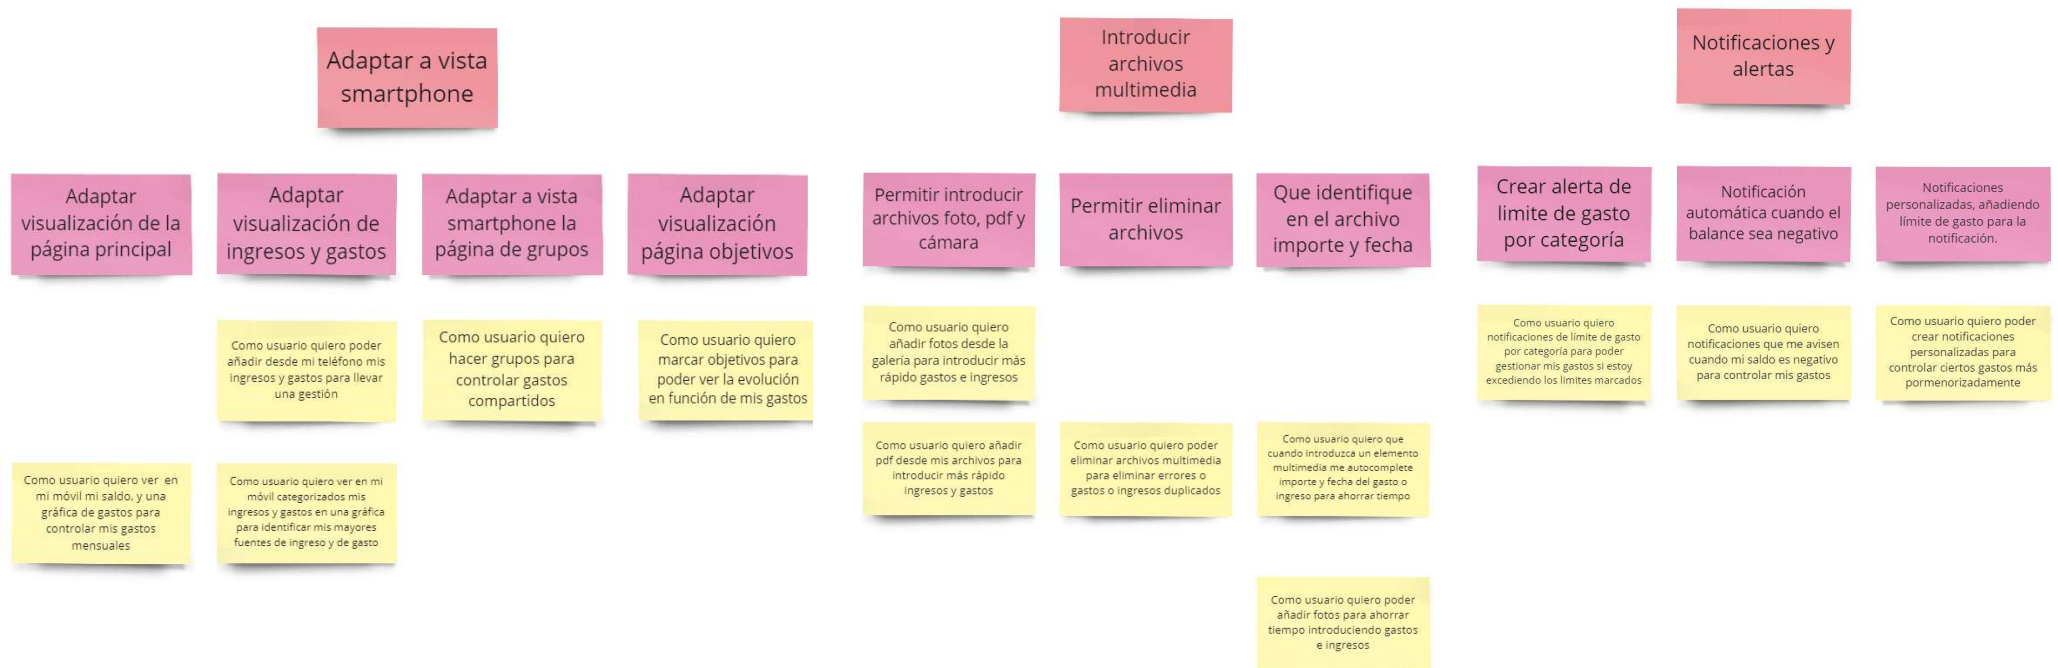 Adaptar a vista
smartphone
Introducir
archivos
multimedia
Notificaciones y
alertas
Adaptar
visualización de la
página principal
Adaptar
visualización de
ingresos y gastos
Adaptar a vista
smartphone la
página de grupos
Adaptar
visualización
página objetivos
Permitir introducir
archivos foto, pdf y
cámara
Permitir eliminar
archivos
Que identifique
en el archivo
importe y fecha
Crear alerta de
limite de gasto
por categoría
Notificación
automática cuando el
balance sea negativo
Notificaciones
personalizadas, añadiendo
límite de gasto para la
notificación.
Como usuario quiero poder
añadir desde mi teléfono mis
ingresos y gastos para llevar
una gestión
Como usuario quiero
hacer grupos para
controlar gastos
compartidos
Como usuario quiero
marcar objetivos para
poder ver la evolución
en función de mis gastos
Como usuario quiero
añadir fotos desde la
galería para introducir más
rápido gastos e ingresos
Como usuario quiero
notificaciones de límite de gasto
por categoría para poder
gestionar mis gastos si estoy
excediendo los limites marcados
Como usuario quiero
notificaciones que me avisen
cuando mi saldo es negativo
para controlar mis gastos
Como usuario quiero poder
crear notificaciones
personalizadas para
controlar ciertos gastos más
pormenorizadamente
Como usuario quiero ver en
mi móvil mi saldo, y una
gráfica de gastos para
controlar mis gastos
mensuales
Como usuario quiero ver en mi
móvil categorizados mis
ingresos y gastos en una gráfica
para identificar mis mayores
fuentes de ingreso y de gasto
Como usuario quiero añadir
pdf desde mis archivos para
introducir más rápido
ingresos y gastos
Como usuario quiero poder
eliminar archivos multimedia
para eliminar errores o
gastos o ingresos duplicados
Como usuario quiero que
cuando introduzca un elemento
multimedia me autocomplete
importe y fecha del gasto o
ingreso para ahorrar tiempo
Como usuario quiero poder
añadir fotos para ahorrar
tiempo introduciendo gastos
e ingresos